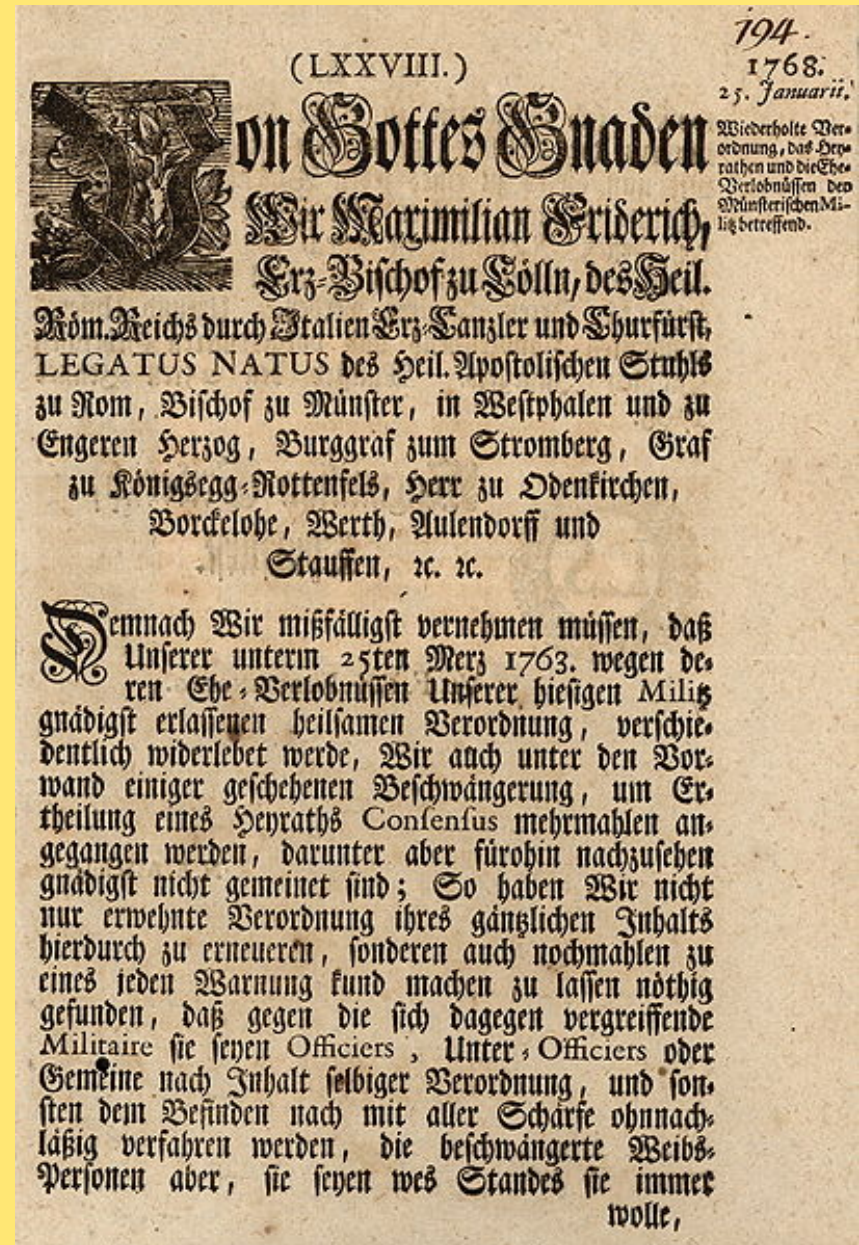 194.
(LXXVIII.)
1768.
25. Januarii.
Wiederholte Ver-
ordnung, das Hey-
rathen und die Ehe-
Verlobnüssen den
Münsterischen Mi-
litz betreffend.
Von Gottes Gnaden
Wir Maximilian Friderich,
Erz-Bischof zu Cölln, des Heil.
Röm. Reichs durch Italien Erz-Canzler und Churfürst,
LEGATUS NATUS des Heil. Apostolischen Stuhls
zu Rom, Bischof zu Münster, in Westphalen und zu
Engeren Herzog, Burggraf zum Stromberg, Graf
zu Königsegg-Rottenfels, Herr zu Odenkirchen,
Borckelohe, Werth, Aulendorff und
Stauffen, ꝛc. ꝛc.
Demnach Wir mißfälligst vernehmen müssen, daß
Unserer unterm 25ten Merz 1763. wegen de-
ren Ehe-Verlobnüssen Unserer hiesigen Militz
gnädigst erlassenen heilsamen Verordnung, verschie-
dentlich widerlebet werde, Wir auch unter den Vor-
wand einiger geschehenen Beschwängerung, um Er-
theilung eines Heyraths Consensus mehrmahlen an-
gegangen werden, darunter aber fürohin nachzusehen
gnädigst nicht gemeinet sind; So haben Wir nicht
nur erwehnte Verordnung ihres gäntzlichen Inhalts
hierdurch zu erneueren, sonderen auch nochmahlen zu
eines jeden Warnung kund machen zu lassen nöthig
gefunden, daß gegen die sich dagegen vergreiffende
Militaire sie seyen Officiers, Unter-Officiers oder
Gemeine nach Inhalt selbiger Verordnung, und son-
sten dem Befinden nach mit aller Schärfe ohnnach-
läßig verfahren werden, die beschwängerte Weibs-
Personen aber, sie seyen wes Standes sie immer
wolle,